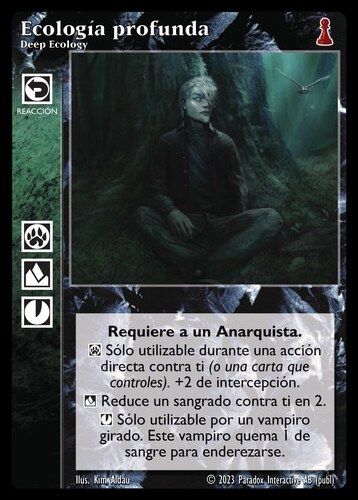 Ecología profunda
Deep Ecology
REACCIÓN
Requiere a un Anarquista.
Sólo utilizable durante una acción
directa contra ti (o una carta que
controles). +2 de intercepción.
Reduce un sangrado contra ti en 2.
Sólo utilizable por un vampiro
girado. Este vampiro quema 1 de
sangre para enderezarse.
Ilus. Kim Aldau
© 2023 Paradox Interactive AB (publ)